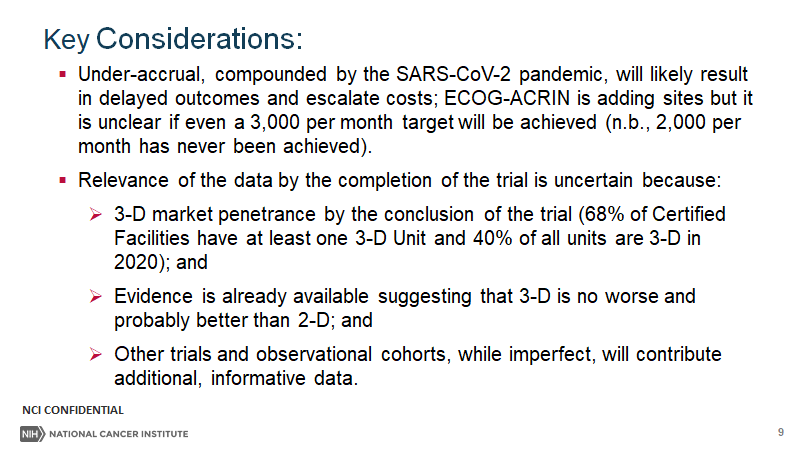 Key Considerations:
▪ Under-accrual, compounded by the SARS-CoV-2 pandemic, will likely result
in delayed outcomes and escalate costs; ECOG-ACRIN is adding sites but it
is unclear if even a 3,000 per month target will be achieved (n.b., 2,000 per
month has never been achieved).
▪ Relevance of the data by the completion of the trial is uncertain because:
➢ 3-D market penetrance by the conclusion of the trial (68% of Certified
Facilities have at least one 3-D Unit and 40% of all units are 3-D in
2020); and
➢ Evidence is already available suggesting that 3-D is no worse and
probably better than 2-D; and
➢ Other trials and observational cohorts, while imperfect, will contribute
additional, informative data.
NCI CONFIDENTIAL
NIH NATIONAL CANCER INSTITUTE
9